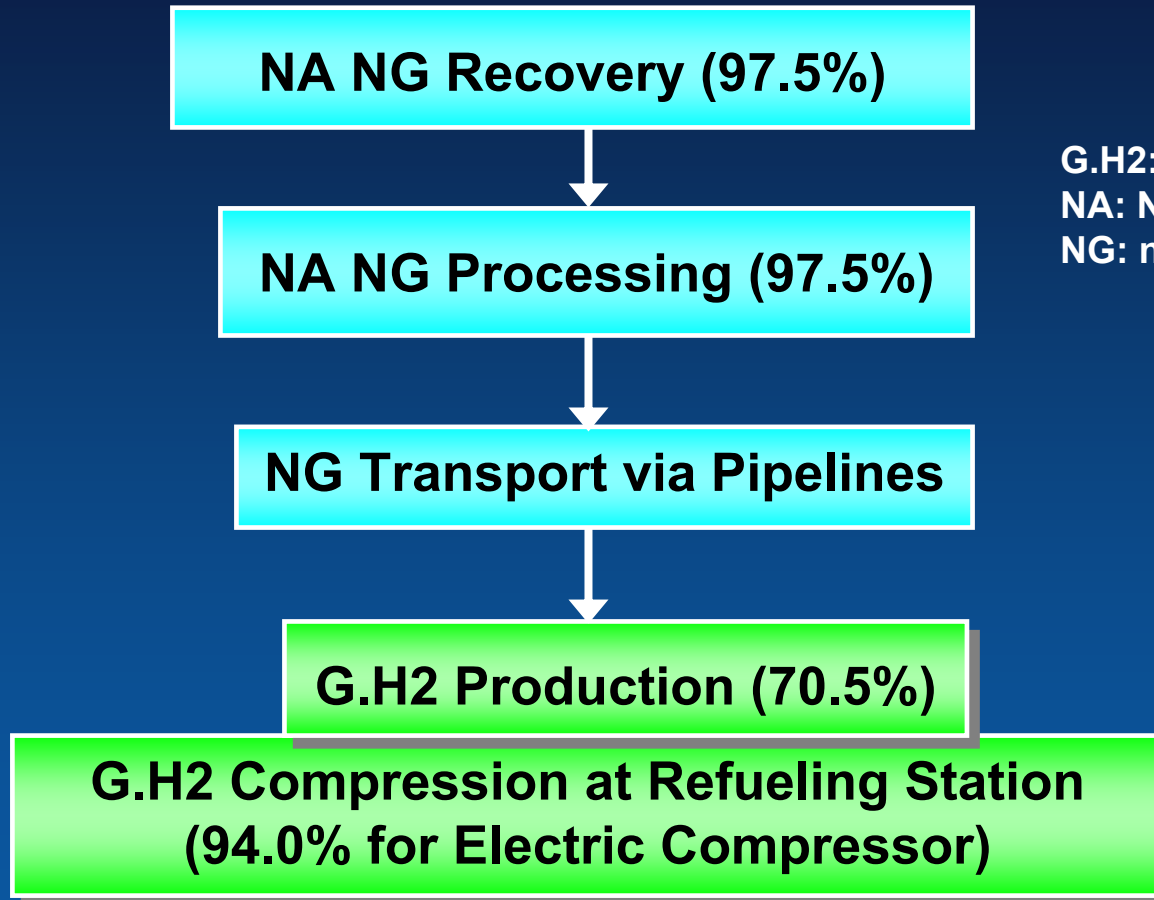 NA NG Recovery (97.5%)
G.H2:
NA:
NG:
NA NG Processing (97.5%)
NG Transport via Pipelines
G.H2 Production (70.5%)
G.H2 Compression at Refueling Station
(94.0% for Electric Compressor)